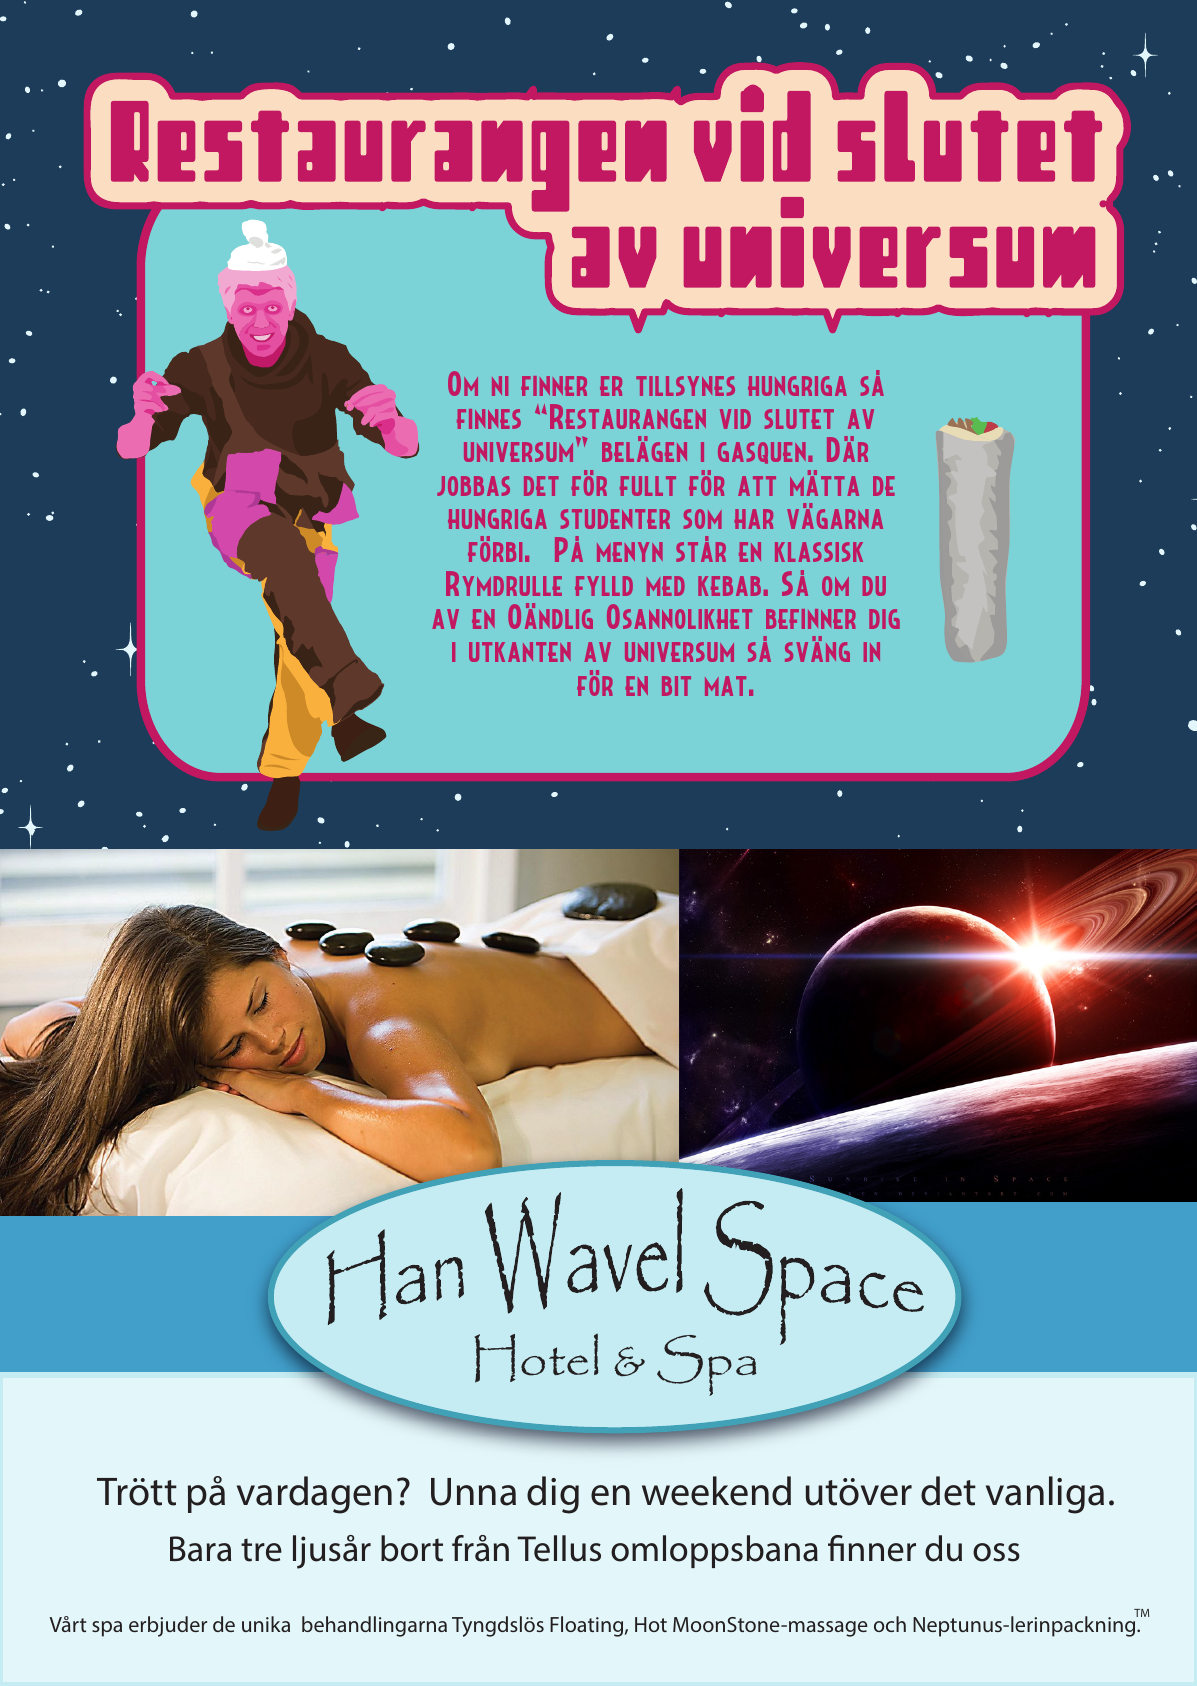 Restaurangen vid slutet
av universum
Om ni finner er tillsynes hungriga så
finnes “Restaurangen vid slutet av
universum” belägen i gasquen. Där
jobbas det för fullt för att mätta de
hungriga studenter som har vägarna
förbi. På menyn står en klassisk
Rymdrulle fylld med kebab. Så om du
av en Oändlig Osannolikhet befinner dig
i utkanten av universum så sväng in
för en bit mat.
Sunrise in Space
Han Wavel Space
Hotel & Spa
Trött på vardagen? Unna dig en weekend utöver det vanliga.
Bara tre ljusår bort från Tellus omloppsbana finner du oss
Vårt spa erbjuder de unika behandlingarna Tyngdslös Floating, Hot MoonStone-massage och Neptunus-lerinpackning.™